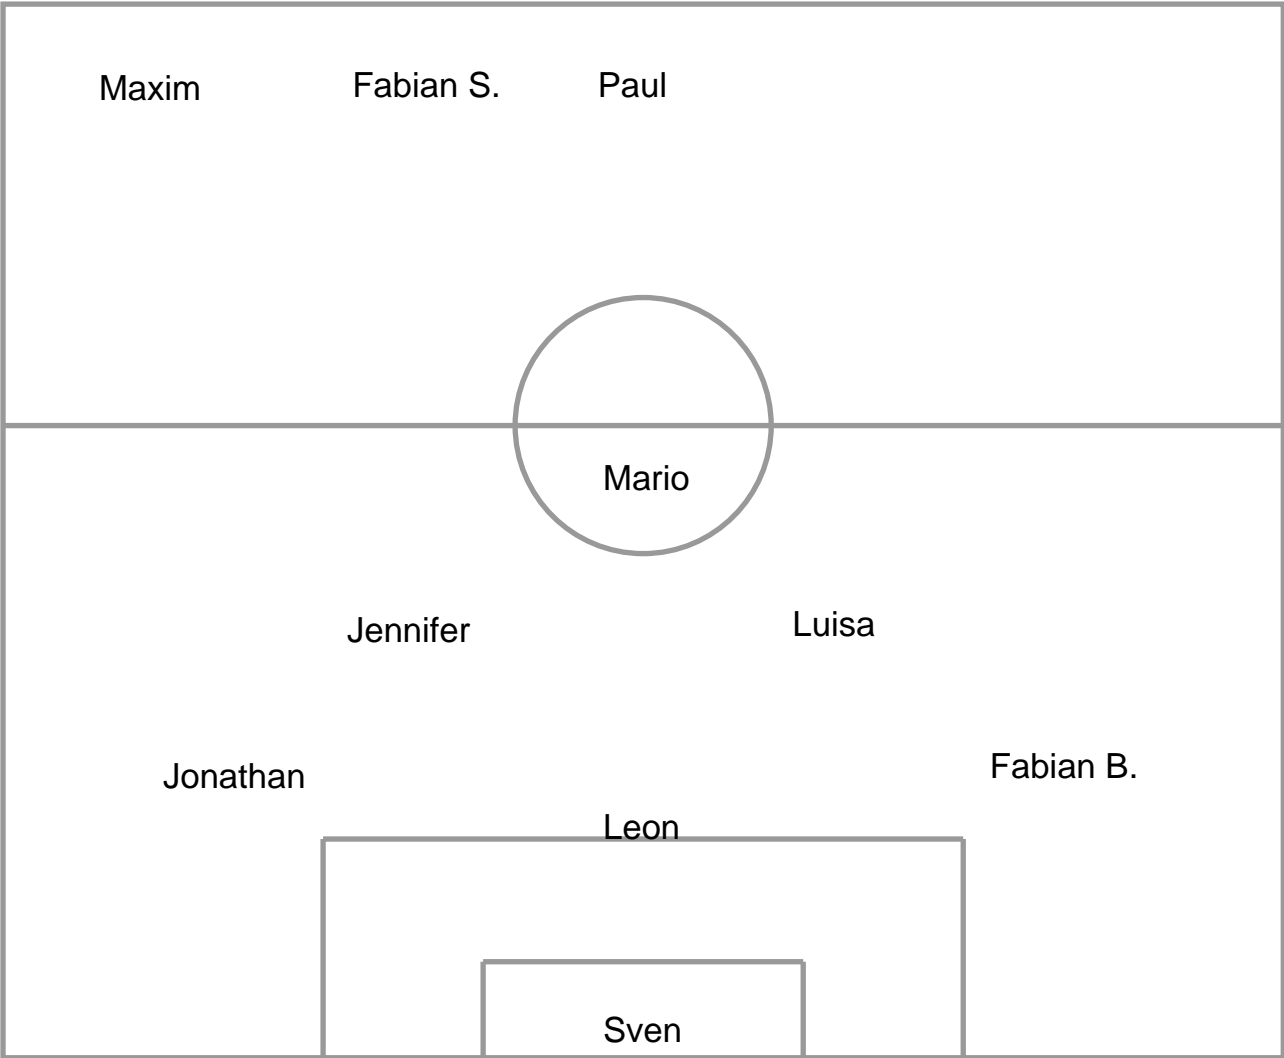 Maxim Fabian S. Paul
Mario
Jennifer Luisa
Jonathan Fabian B.
Leon
Sven